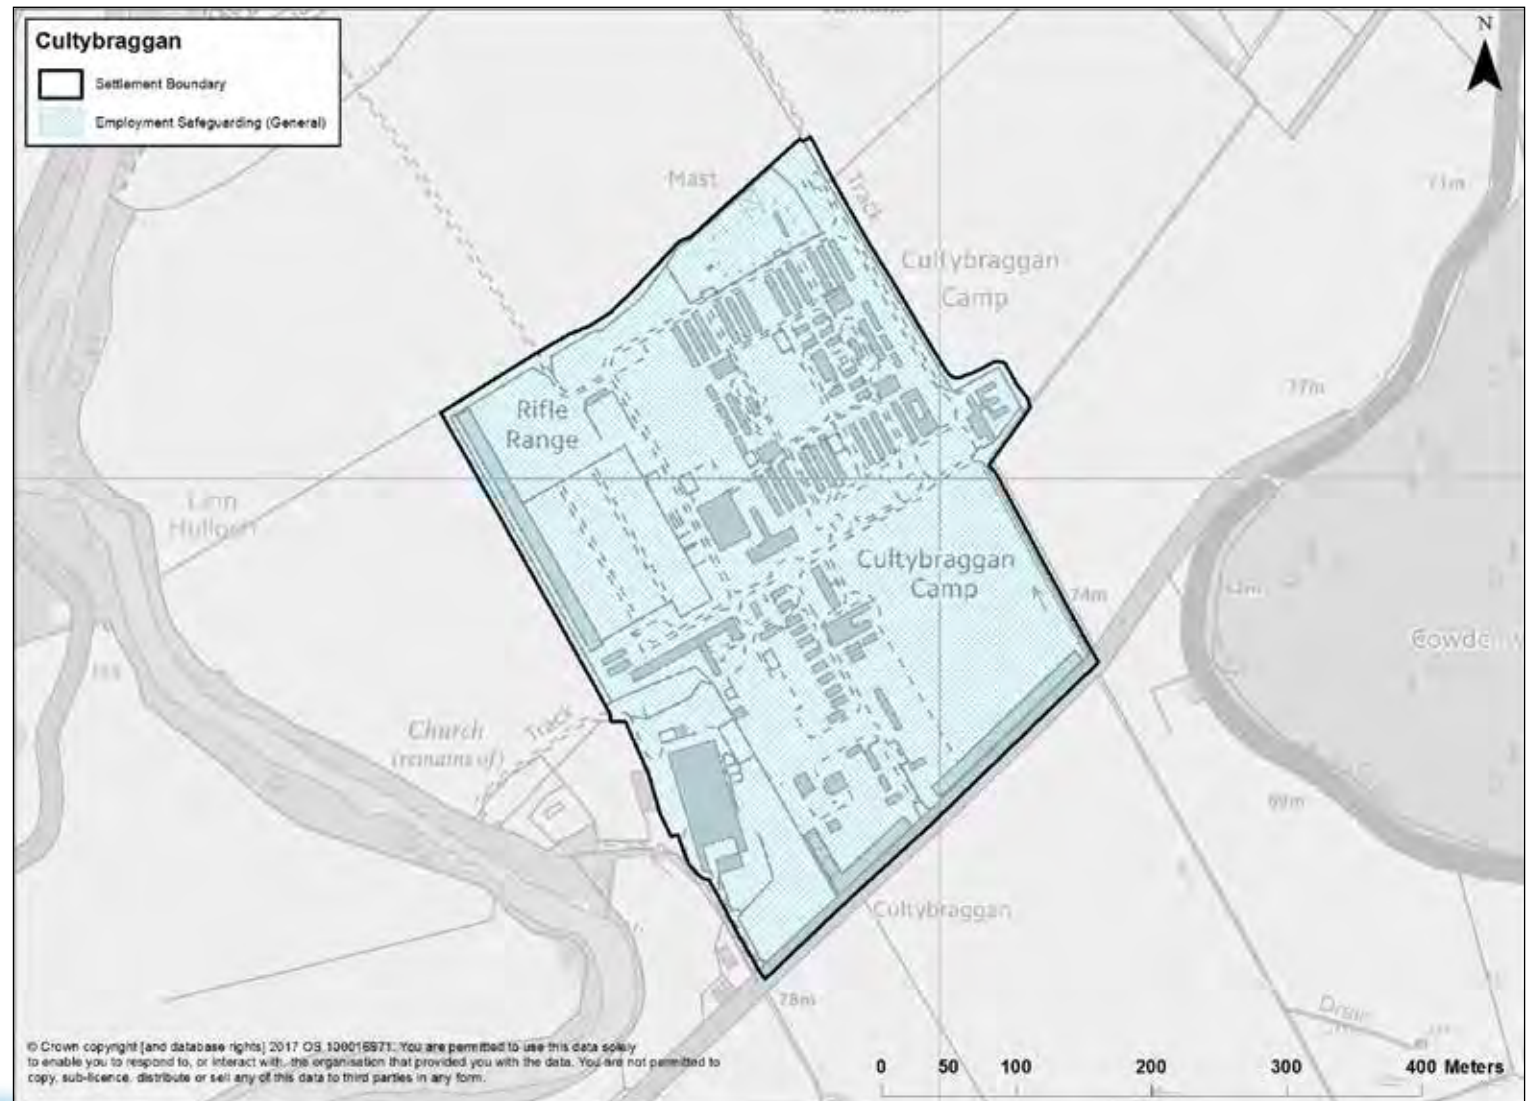 Cultybraggan
Settlement Boundary
Employment Safeguarding (General)
N
Mast
Track
71m
Cultybraggan
Camp
77m
Rifle
Range
Linn
Cultybraggan
Camp
74m
Church
(remains of)
Track
69m
Cultybraggan
78m
Drain
© Crown copyright [and database rights] 2017 OS 100016971. You are permitted to use this data solely
to enable you to respond to, or interact with, the organisation that provided you with the data. You are not permitted to
copy, sub-licence, distribute or sell any of this data to third parties in any form.
0 50 100 200 300 400 Meters